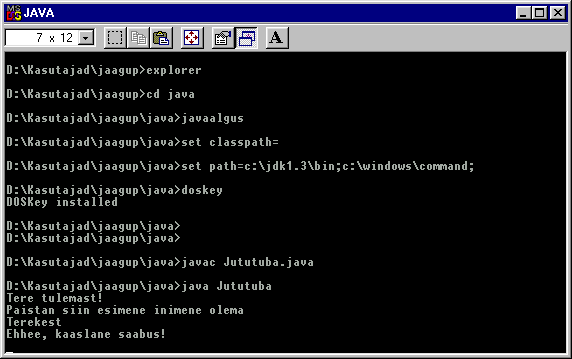 JAVA
7 x 12
A
D:\Kasutajad\jaagup>explorer
D:\Kasutajad\jaagup>cd java
D:\Kasutajad\jaagup\java>javaalgus
D:\Kasutajad\jaagup\java>set classpath=
D:\Kasutajad\jaagup\java>set path=c:\jdk1.3\bin;c:\windows\command;
D:\Kasutajad\jaagup\java>doskey
DOSKey installed
D:\Kasutajad\jaagup\java>
D:\Kasutajad\jaagup\java>
D:\Kasutajad\jaagup\java>javac Jututuba.java
D:\Kasutajad\jaagup\java>java Jututuba
Tere tulemast!
Paistan siin esimene inimene olema
Terekest
Ehhee, kaaslane saabus!